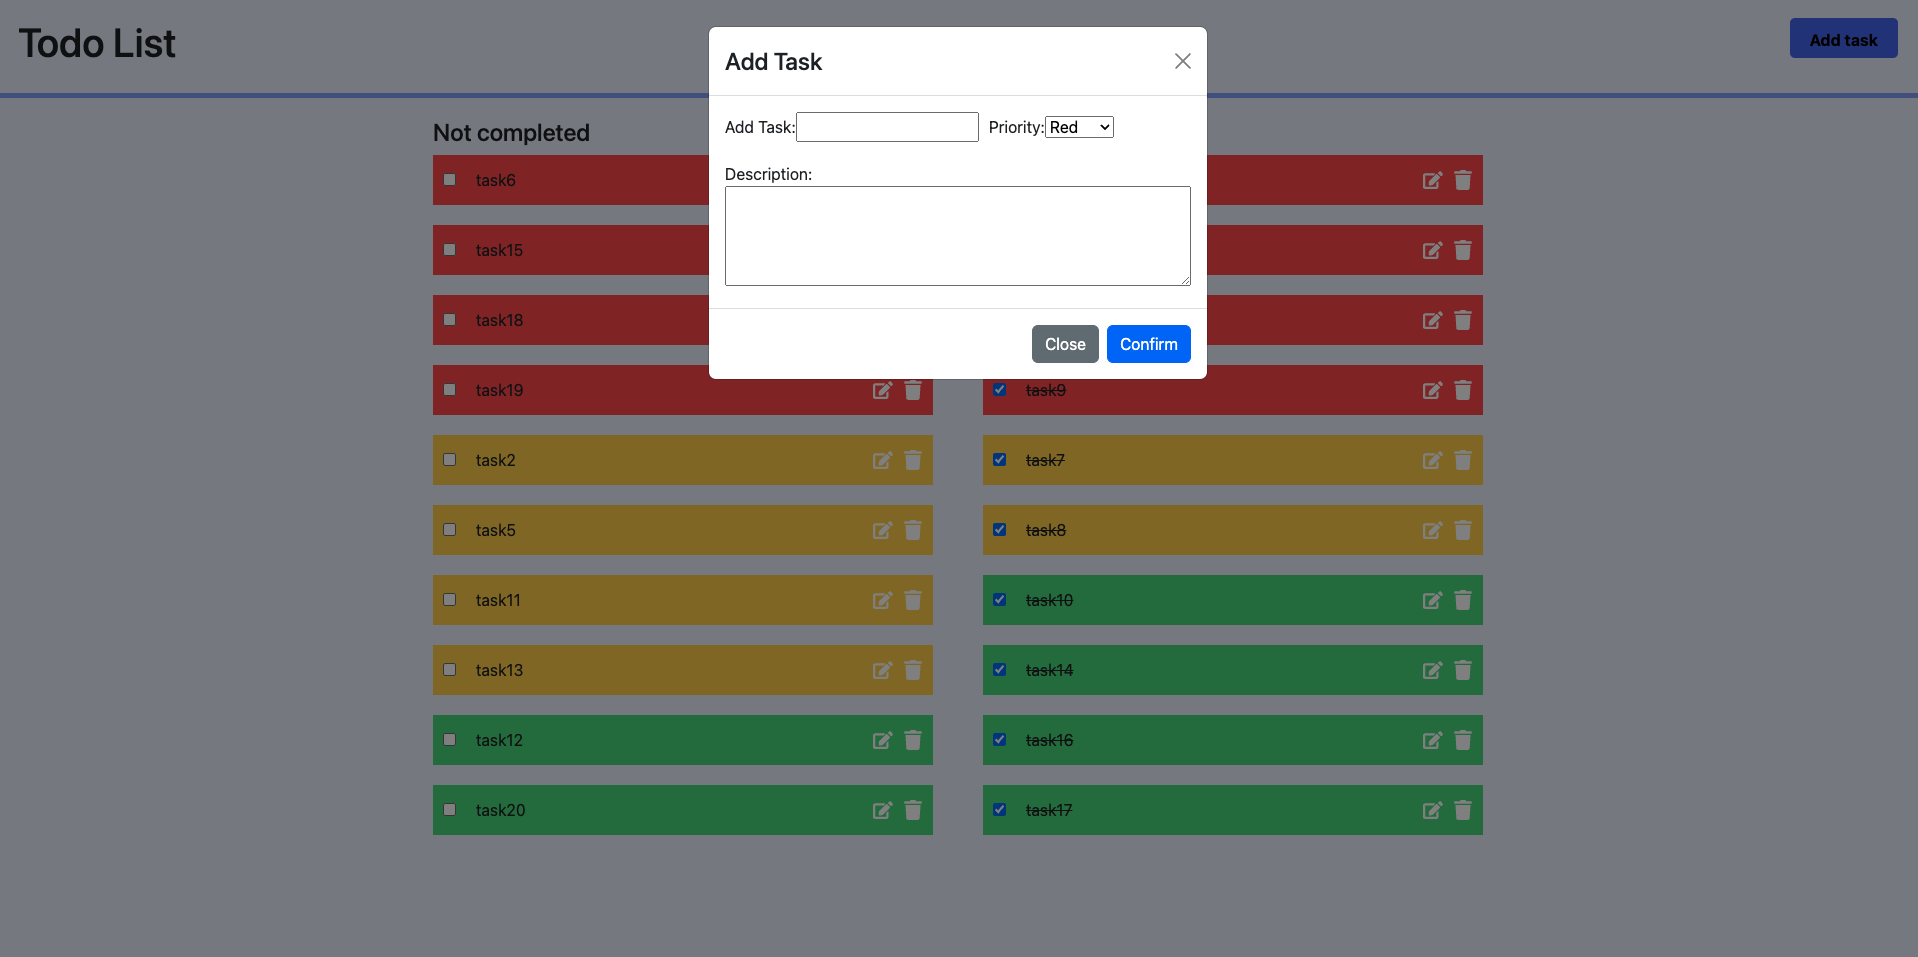 Todo List
Add task
Add Task
Add Task: Priority: Red
Description:
Close Confirm
Not completed
task6
task15
task18
task19
task2
task5
task11
task13
task12
task20
task9
task7
task8
task10
task14
task16
task17